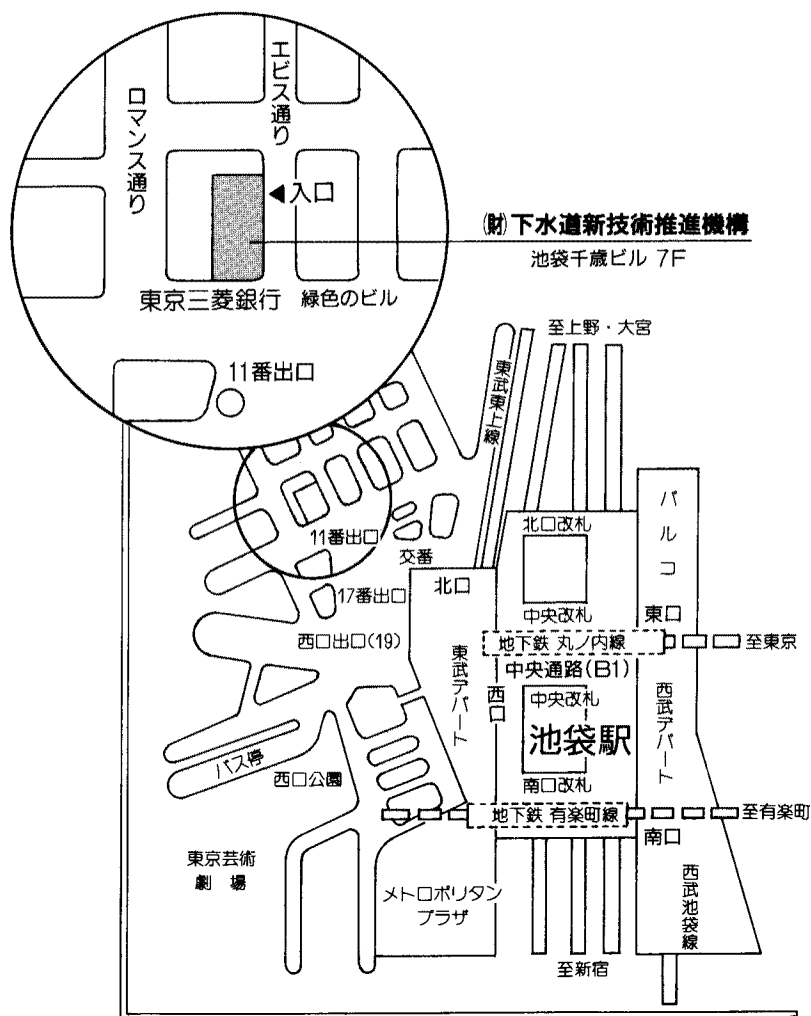 エビス通り
ロマンス通り
入口
(財)下水道新技術推進機構
池袋千歳ビル 7F
東京三菱銀行 緑色のビル
11番出口
至上野・大宮
東武東上線
パルコ
北口改札
11番出口
交番
北口
17番出口
中央改札
東口
西口出口(19)
地下鉄 丸ノ内線
至東京
中央通路(B1)
東武デパート
西口
中央改札
西武デパート
池袋駅
バス停
西口公園
南口改札
地下鉄 有楽町線
至有楽町
南口
東京芸術
劇場
メトロポリタン
プラザ
西武池袋線
至新宿